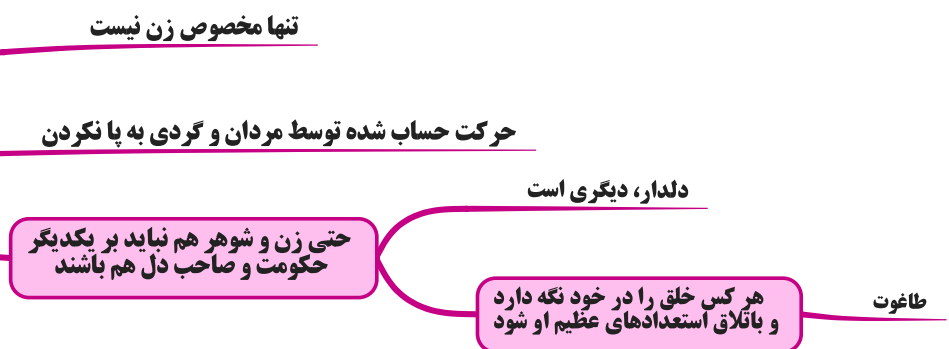 تنها مخصوص زن نیست
حرکت حساب شده توسط مردان و گردی به پا نکردن
دلدار، دیگری است
حتی زن و شوهر هم نباید بر یکدیگر
حکومت و صاحب دل هم باشند
هر کس خلق را در خود نگه دارد
و باتلاق استعدادهای عظیم او شود
طاغوت